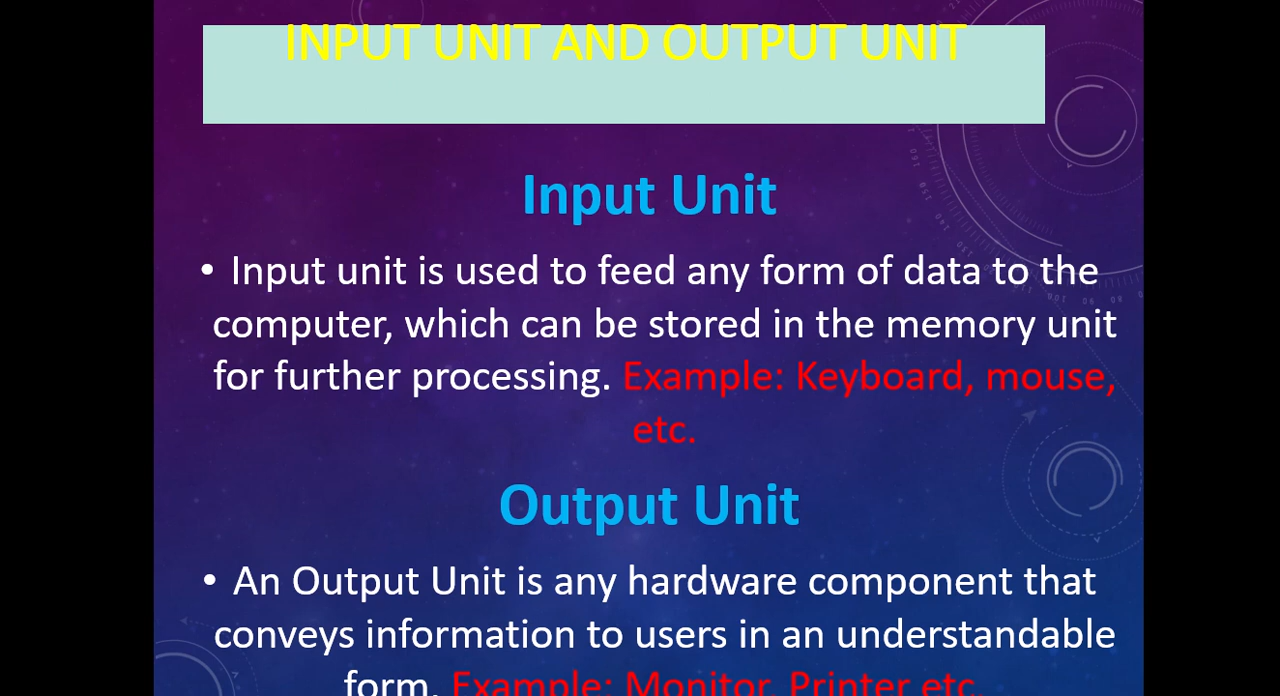 INPUT UNIT AND OUTPUT UNIT
Input Unit
• Input unit is used to feed any form of data to the
computer, which can be stored in the memory unit
for further processing. Example: Keyboard, mouse,
etc.
Output Unit
• An Output Unit is any hardware component that
conveys information to users in an understandable
form. Example: Monitor, Printer etc.